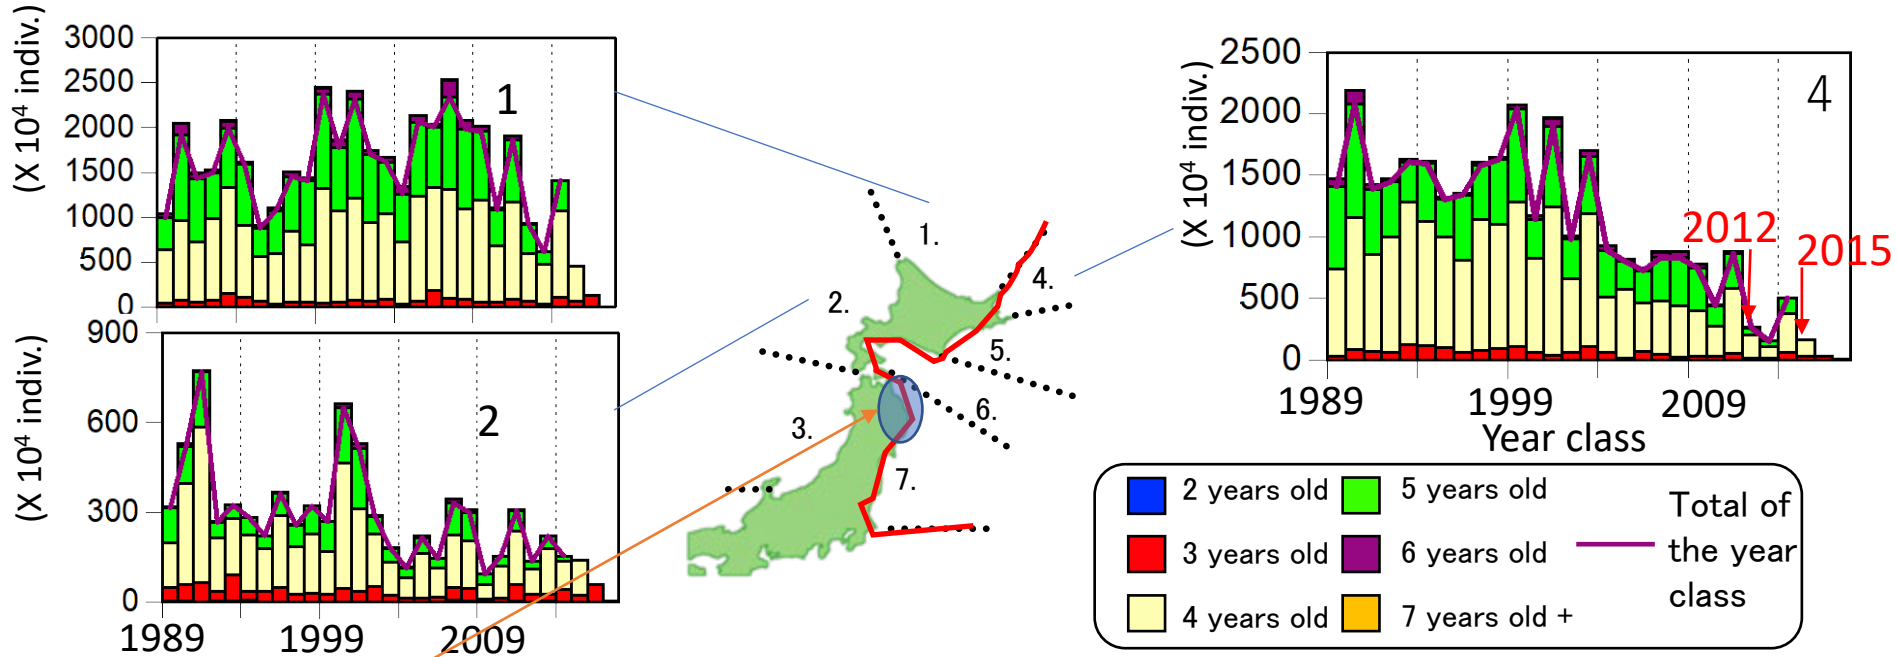 3000
2500
2000
1500
1000
500
0
(X 10⁴ indiv.)
1
900
600
300
0
(X 10⁴ indiv.)
2
1989
1999
2009
1.
2.
3.
4.
5.
6.
7.
2500
2000
1500
1000
500
0
(X 10⁴ indiv.)
4
2012
2015
1989
1999
2009
Year class
2 years old
3 years old
4 years old
5 years old
6 years old
7 years old +
Total of
the year
class